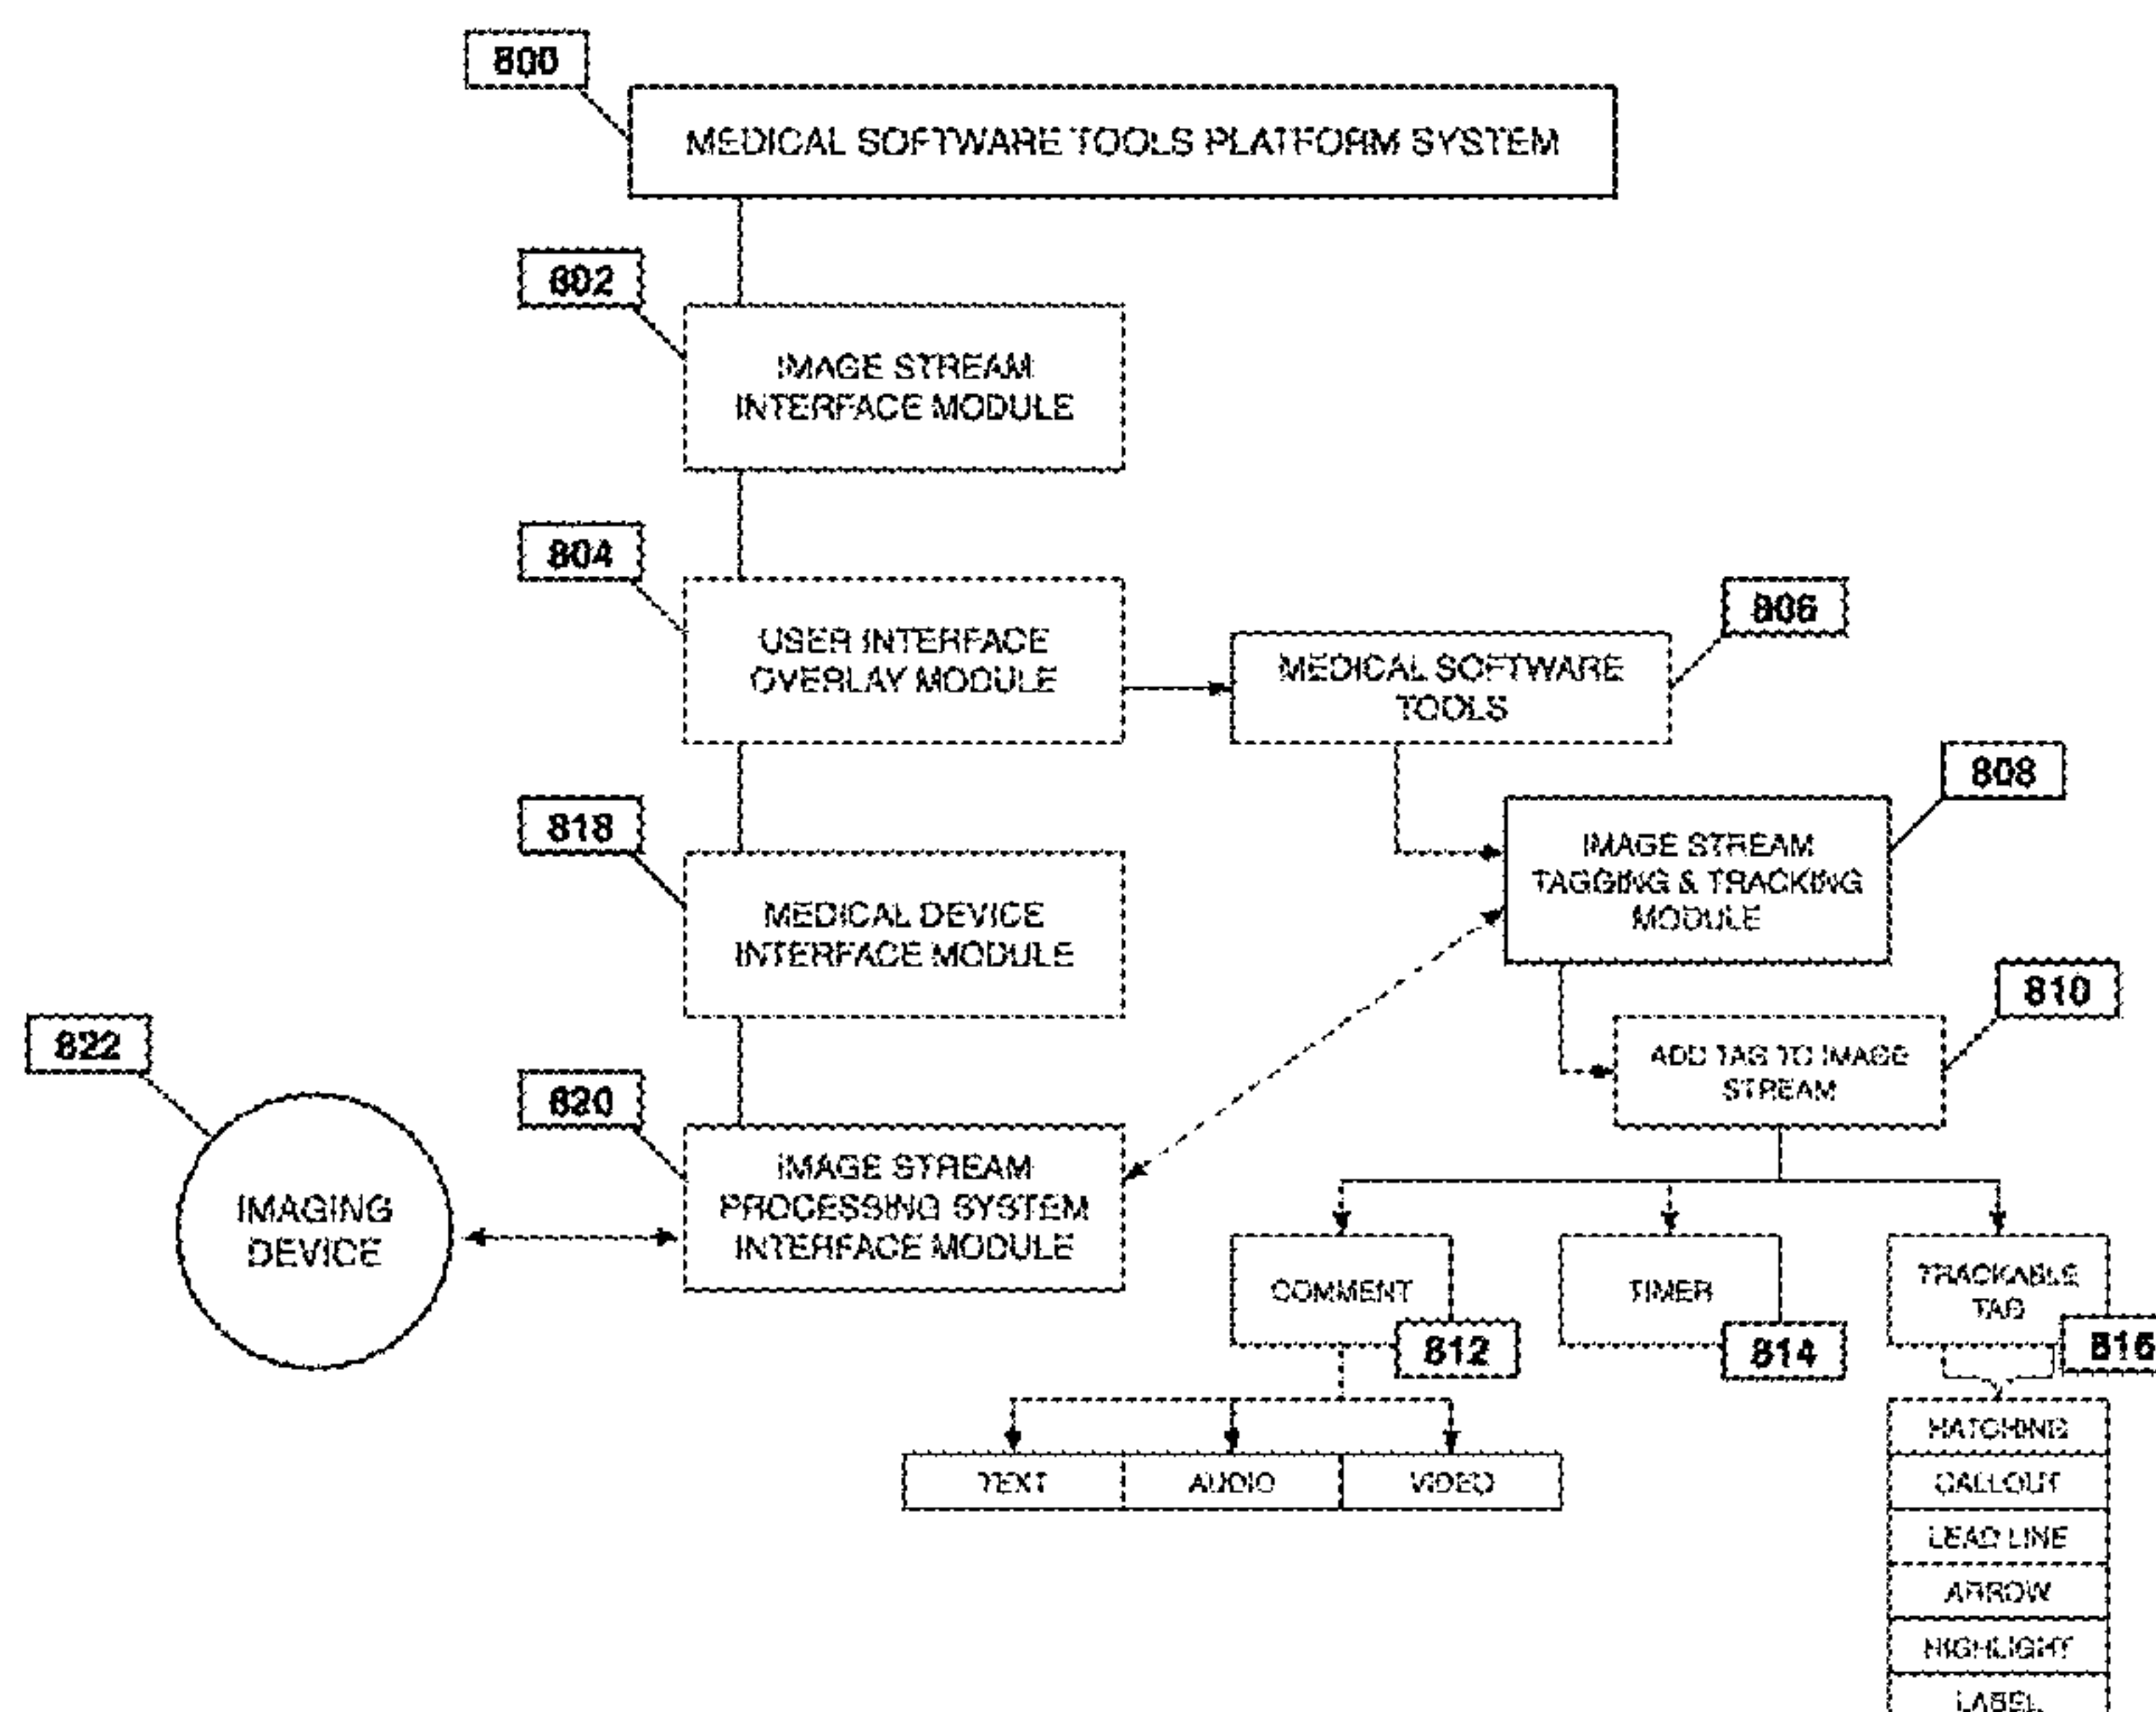 800
MEDICAL SOFTWARE TOOLS PLATFORM SYSTEM
802
IMAGE STREAM
INTERFACE MODULE
804
USER INTERFACE
OVERLAY MODULE
806
MEDICAL SOFTWARE
TOOLS
808
IMAGE STREAM
TAGGING & TRACKING
MODULE
818
MEDICAL DEVICE
INTERFACE MODULE
810
ADD TAG TO IMAGE
STREAM
822
IMAGING
DEVICE
820
IMAGE STREAM
PROCESSING SYSTEM
INTERFACE MODULE
COMMENT
812
TIMER
814
TRACKABLE
TAG
816
TEXT
AUDIO
VIDEO
HATCHING
CALLOUT
LEAD LINE
ARROW
HIGHLIGHT
LABEL